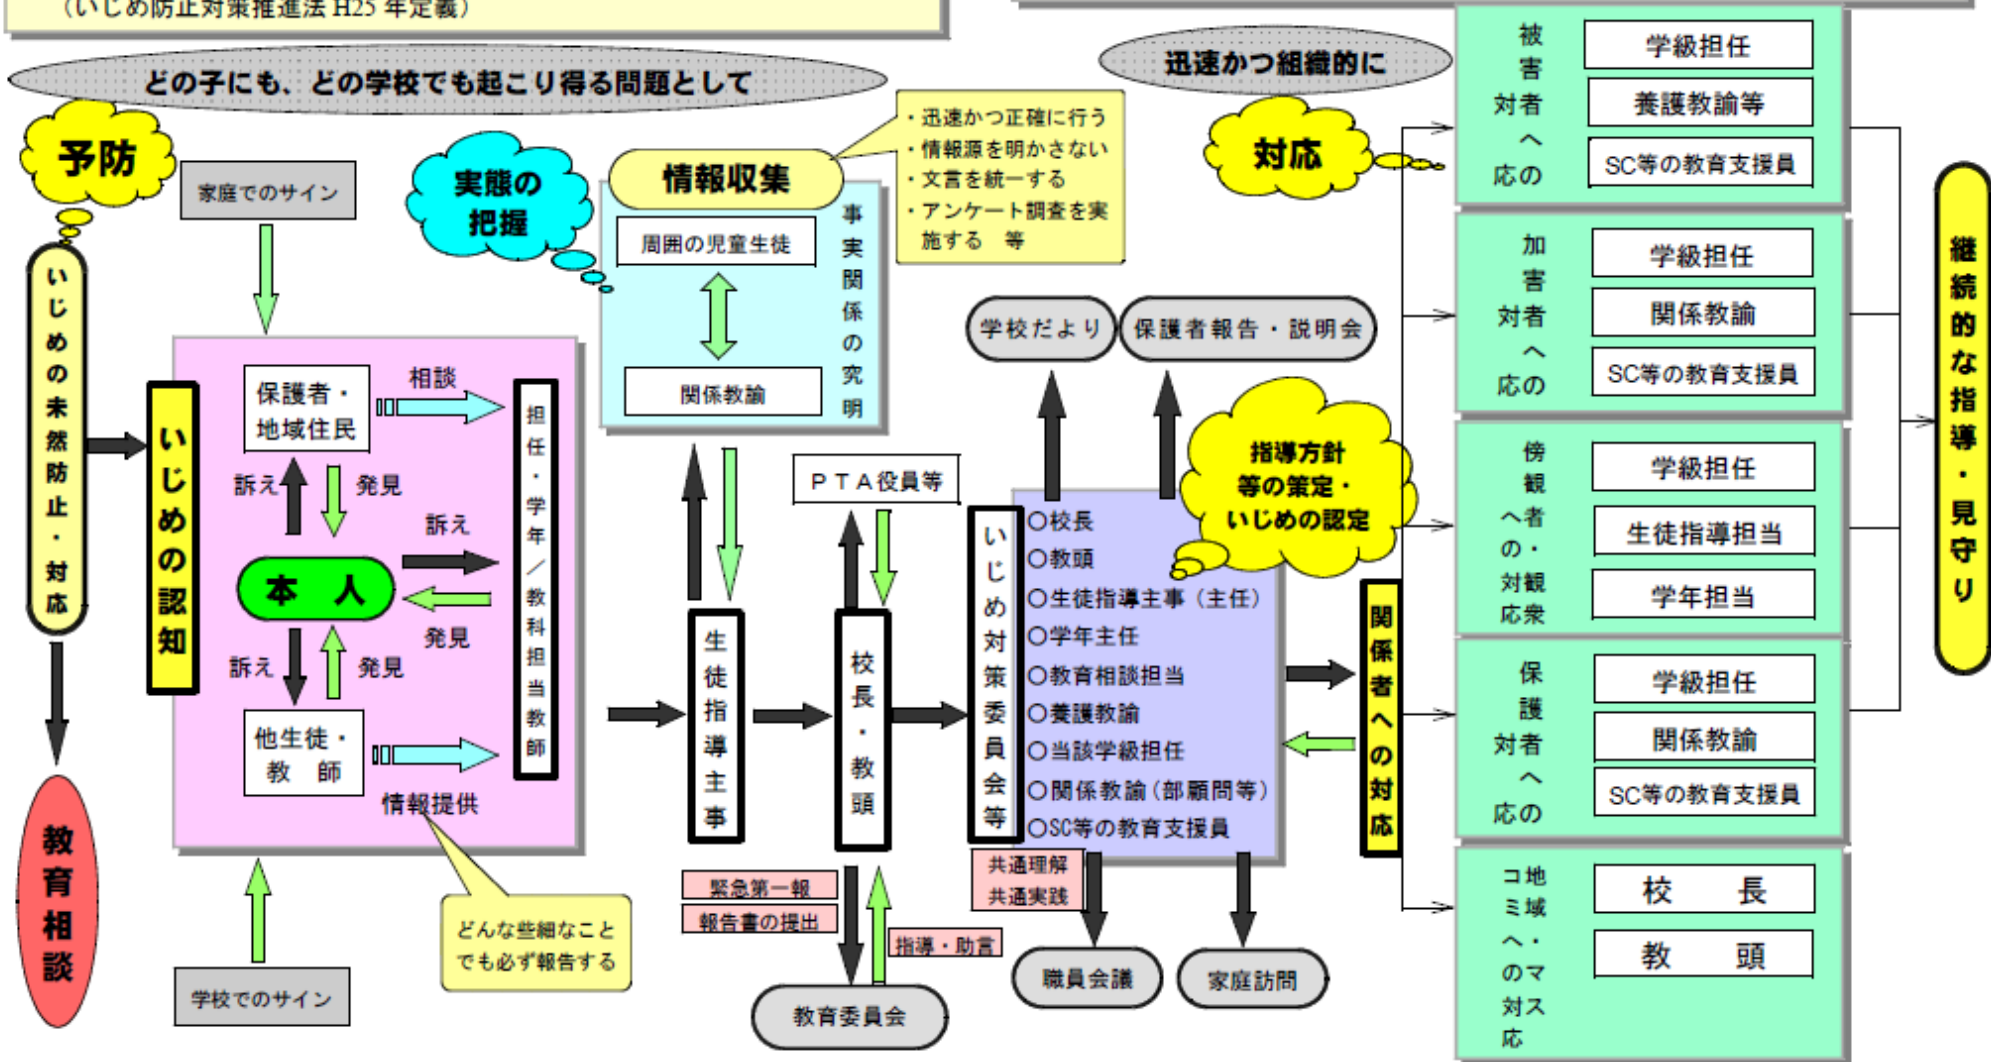 （いじめ防止対策推進法 H25 年定義）
どの子にも、どの学校でも起こり得る問題として
迅速かつ組織的に
予防
家庭でのサイン
いじめの未然防止・対応
教育相談
いじめの認知
保護者・
地域住民
相談
訴え
発見
訴え
本　人
発見
訴え
発見
他生徒・
教　師
情報提供
担任・学年／教科担当教師
どんな些細なこと
でも必ず報告する
学校でのサイン
実態の
把握
情報収集
周囲の児童生徒
関係教諭
事実関係の究明
・迅速かつ正確に行う
・情報源を明かさない
・文言を統一する
・アンケート調査を実
施する　等
生徒指導主事
ＰＴＡ役員等
校長・教頭
緊急第一報
報告書の提出
指導・助言
教育委員会
学校だより
保護者報告・説明会
指導方針
等の策定・
いじめの認定
いじめ対策委員会等
○校長
○教頭
○生徒指導主事（主任）
○学年主任
○教育相談担当
○養護教諭
○当該学級担任
○関係教諭(部顧問等)
○SC等の教育支援員
共通理解
共通実践
職員会議
家庭訪問
対応
関係者への対応
被害者への対応
学級担任
養護教諭等
SC等の教育支援員
加害者への対応
学級担任
関係教諭
SC等の教育支援員
傍観者・観衆への対応
学級担任
生徒指導担当
学年担当
保護者への対応
学級担任
関係教諭
SC等の教育支援員
地域・マスコミへの対応
校　長
教　頭
継続的な指導・見守り